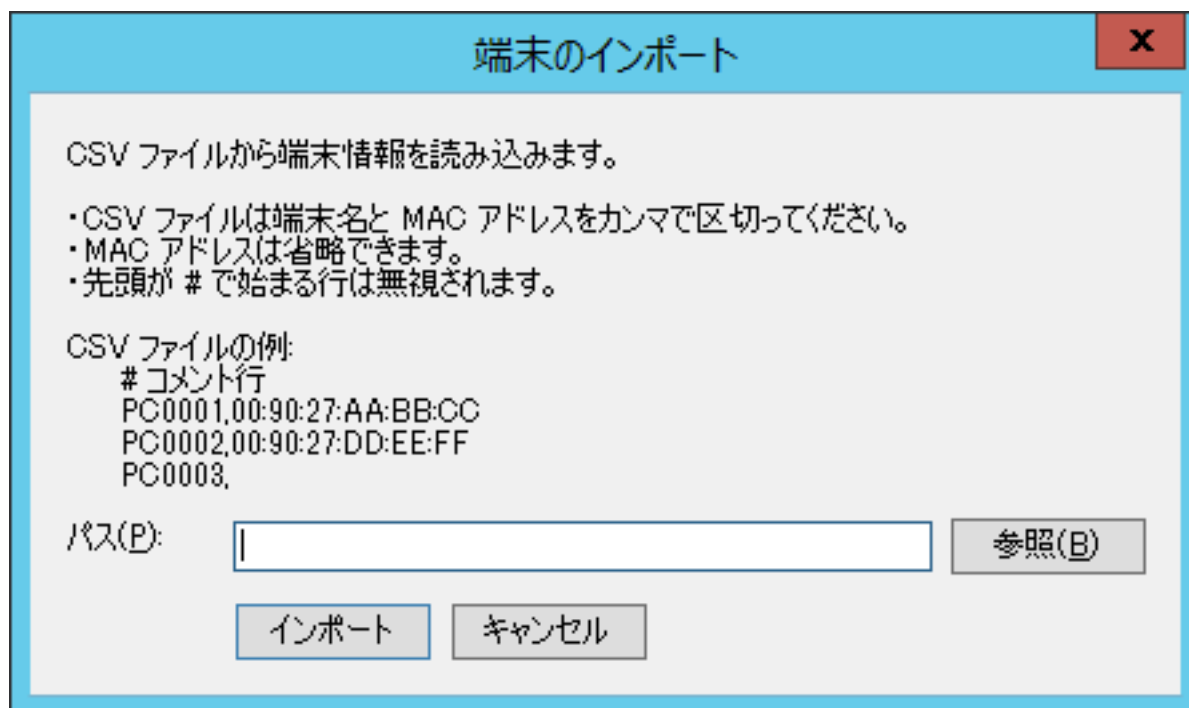 端末のインポート
x
CSV ファイルから端末情報を読み込みます。
・CSV ファイルは端末名と MAC アドレスをカンマで区切ってください。
・MAC アドレスは省略できます。
・先頭が # で始まる行は無視されます。
CSV ファイルの例:
# コメント行
PC0001,00:90:27:AA:BB:CC
PC0002,00:90:27:DD:EE:FF
PC0003,
パス(P):
参照(B)
インポート
キャンセル